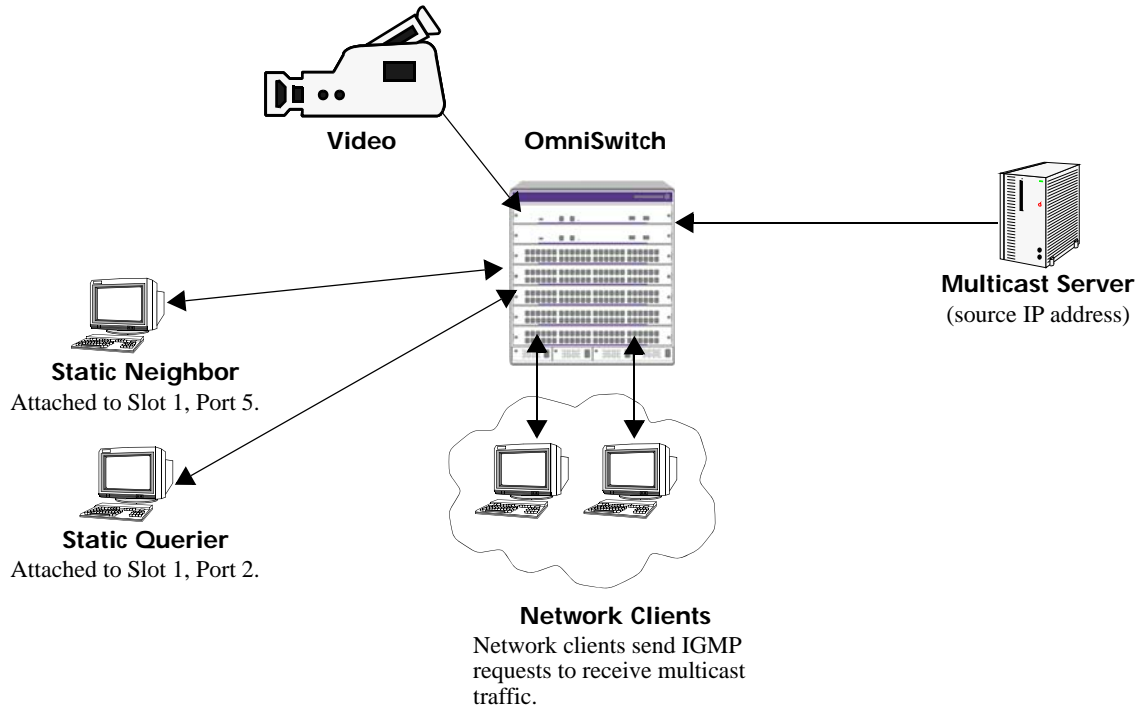 Video
OmniSwitch
Multicast Server
(source IP address)
Static Neighbor
Attached to Slot 1, Port 5.
Static Querier
Attached to Slot 1, Port 2.
Network Clients
Network clients send IGMP
requests to receive multicast
traffic.